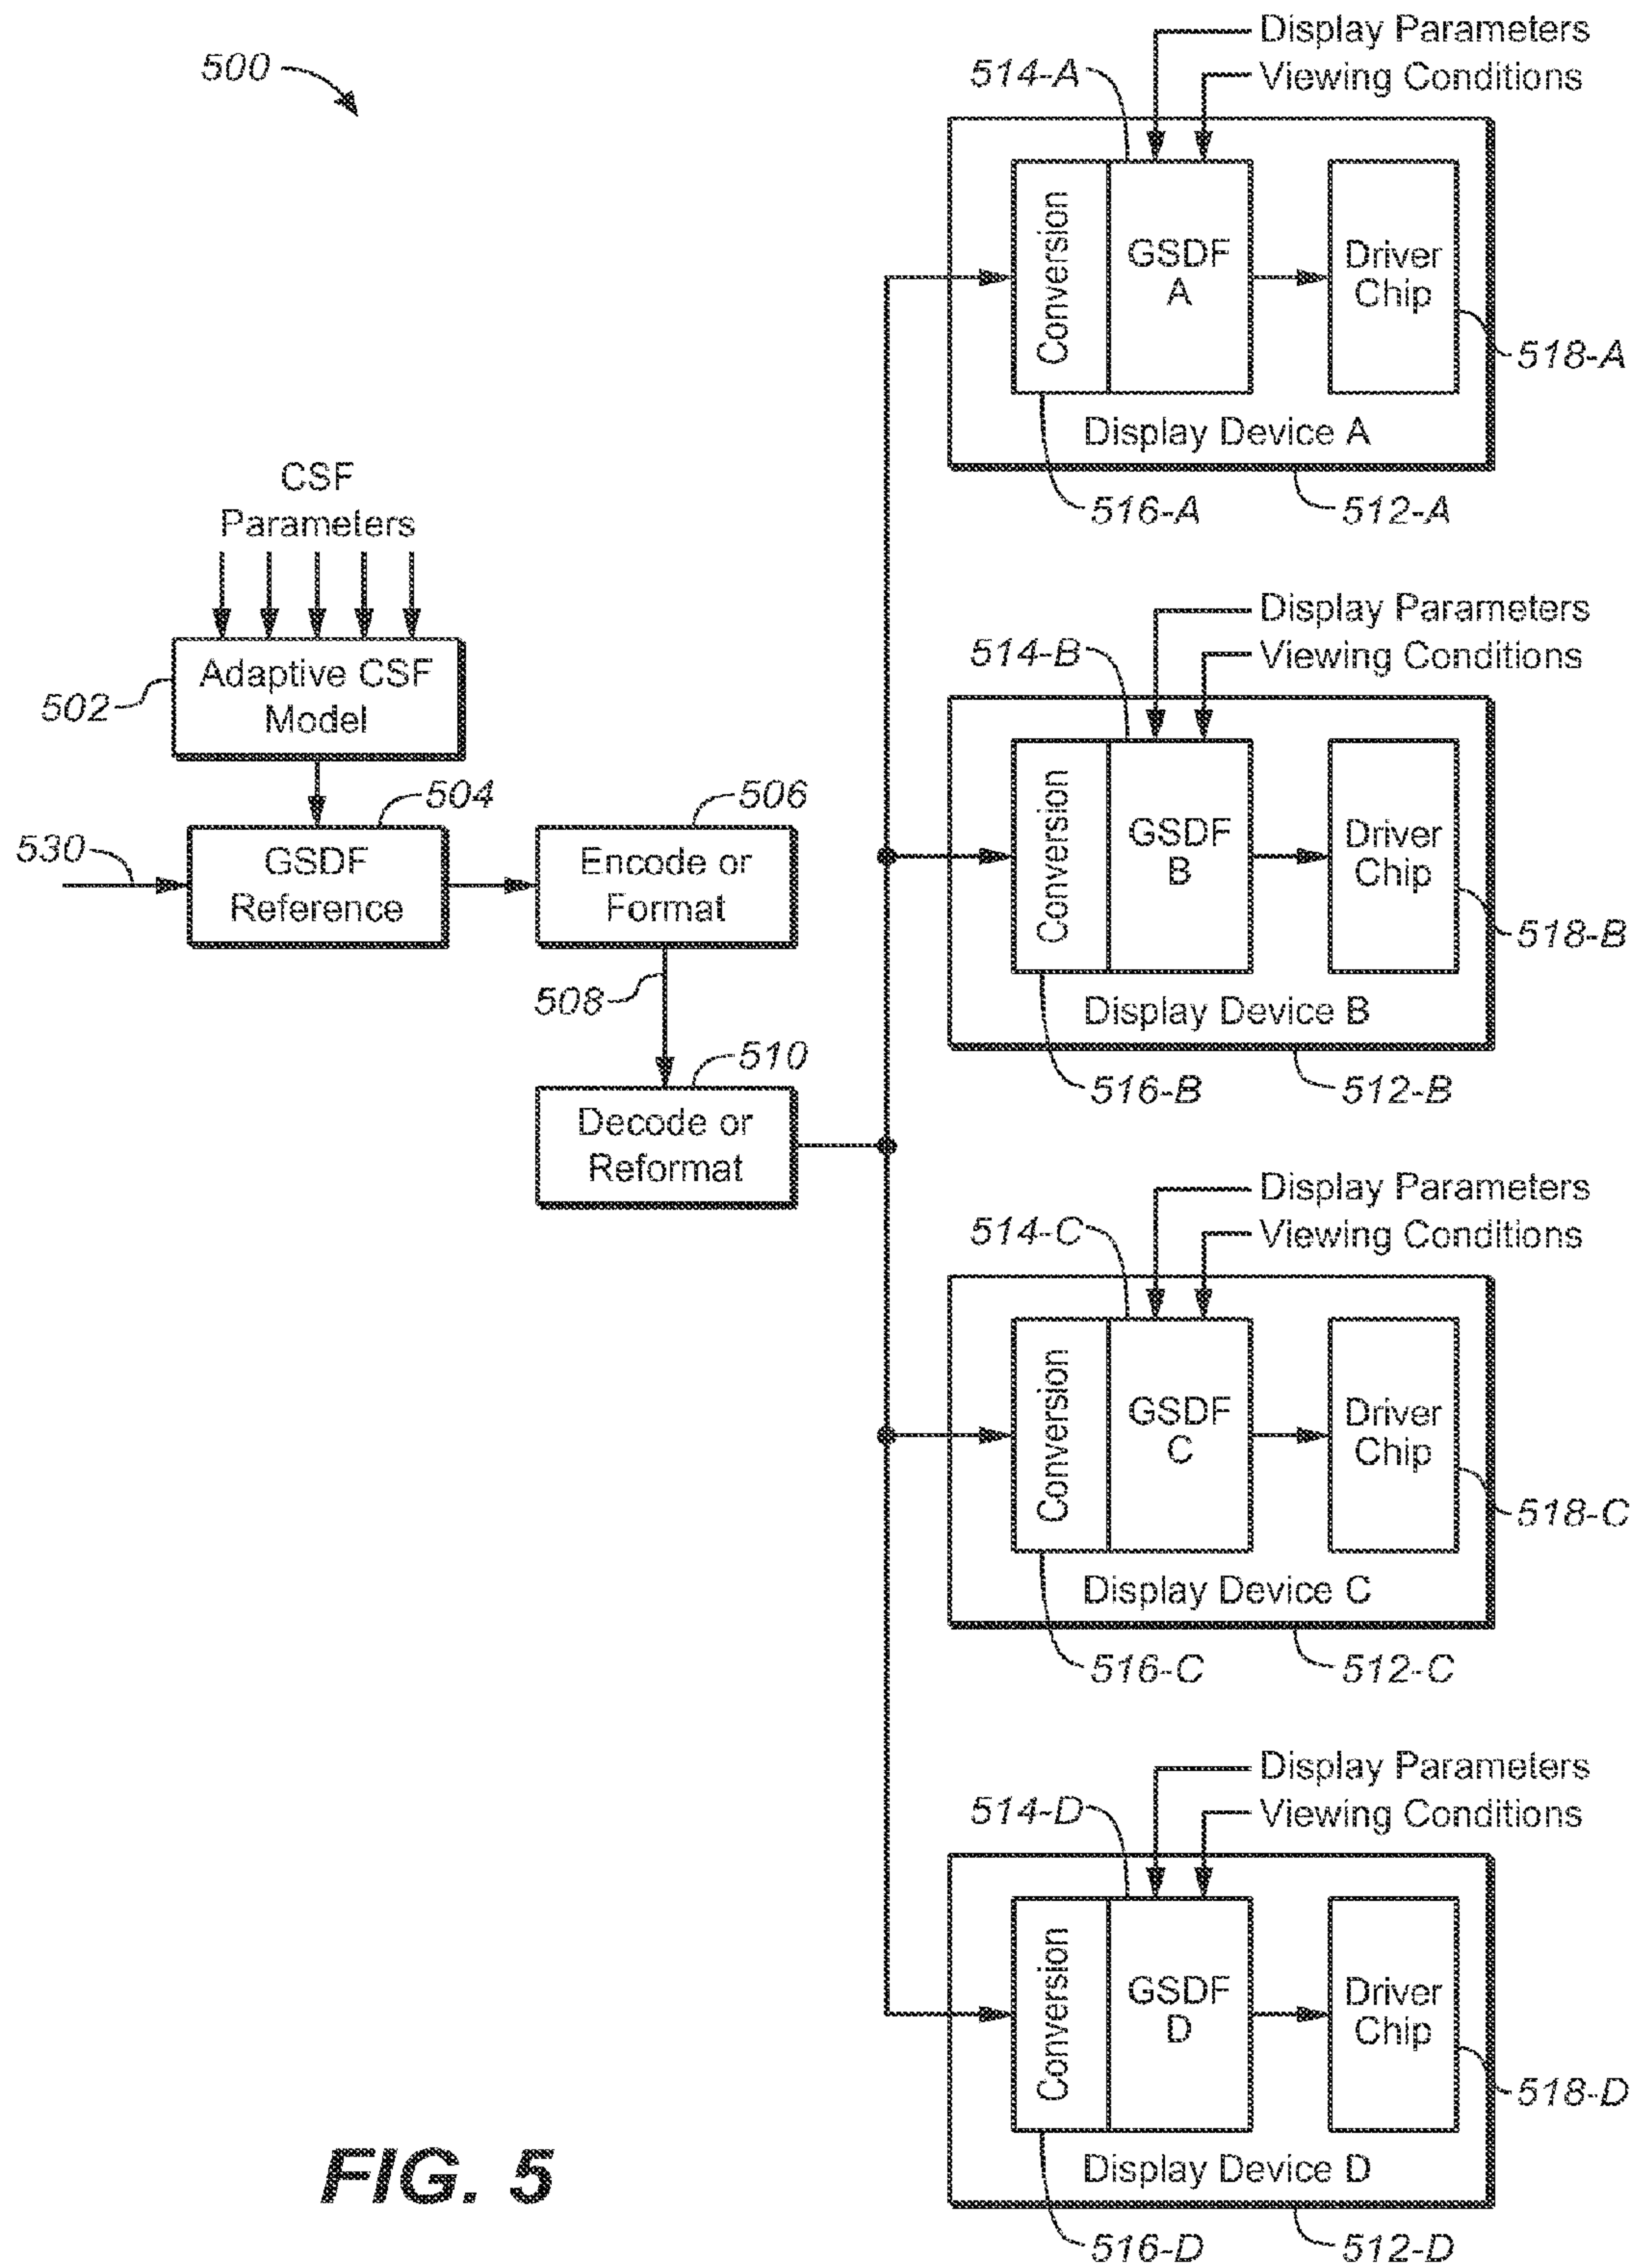 500
Display Parameters
514-A
Viewing Conditions
Conversion
GSDF
A
Driver
Chip
518-A
Display Device A
516-A
512-A
CSF
Parameters
Adaptive CSF
Model
502
504
530
GSDF
Reference
506
Encode or
Format
508
510
Decode or
Reformat
Display Parameters
514-B
Viewing Conditions
Conversion
GSDF
B
Driver
Chip
518-B
Display Device B
516-B
512-B
Display Parameters
514-C
Viewing Conditions
Conversion
GSDF
C
Driver
Chip
518-C
Display Device C
516-C
512-C
Display Parameters
514-D
Viewing Conditions
Conversion
GSDF
D
Driver
Chip
518-D
Display Device D
516-D
512-D
FIG. 5